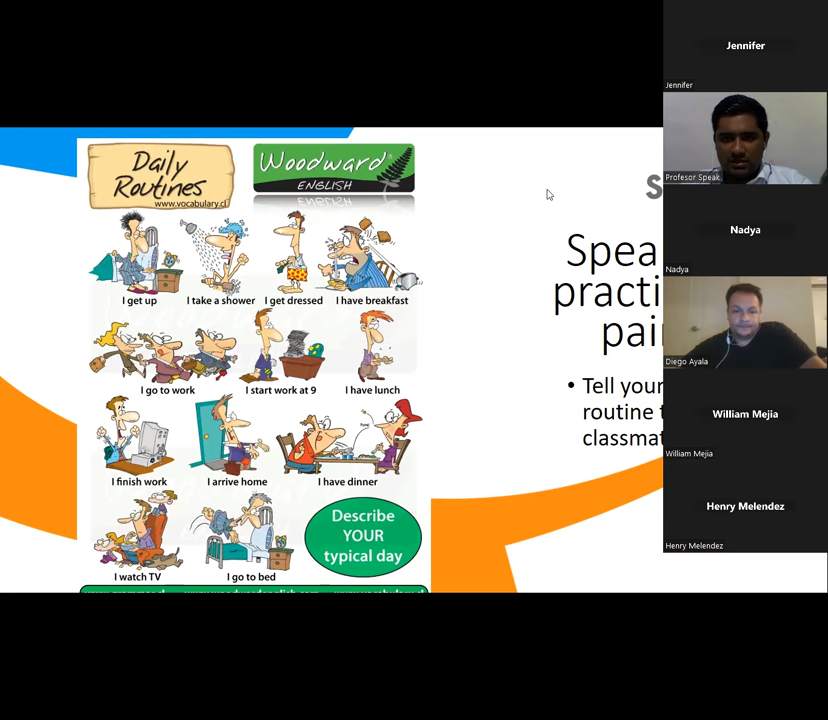 Daily
Routines
www.vocabulary.cl
Woodward
ENGLISH
I get up
I take a shower
I get dressed
I have breakfast
I go to work
I start work at 9
I have lunch
I finish work
I arrive home
I have dinner
I watch TV
I go to bed
Describe
YOUR
typical day
S
Spea
practi
pai
• Tell your
routine
classmat
Jennifer
Jennifer
Profesor Speak
Nadya
Nadya
Diego Ayala
William Mejia
William Mejia
Henry Melendez
Henry Melendez